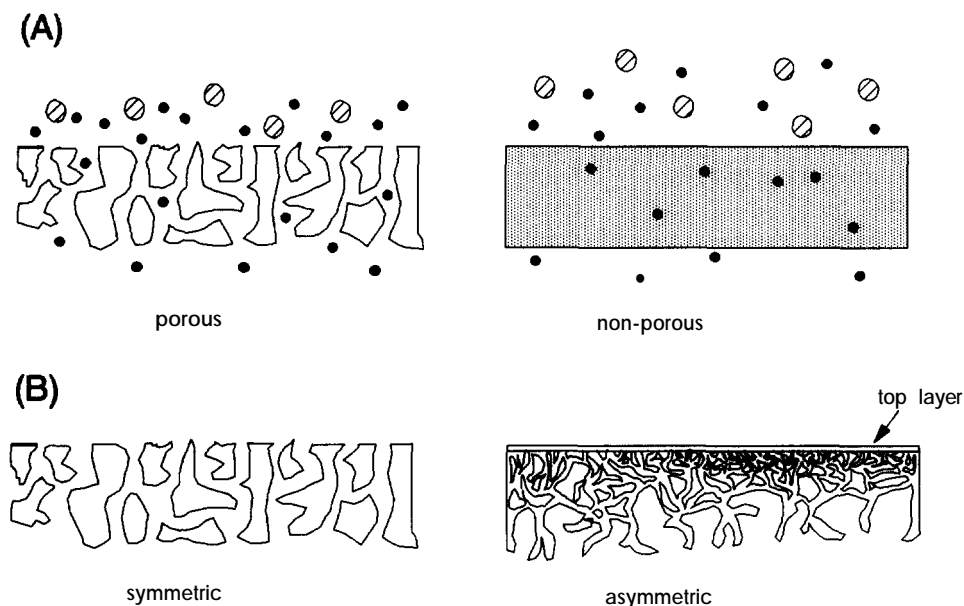 (A)
porous
non-porous
(B)
top layer
symmetric
asymmetric